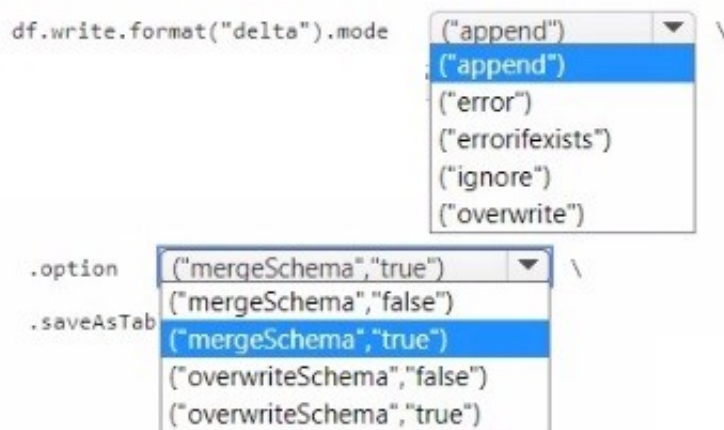 df.write.format("delta").mode ("append") \
("append")
("error")
("errorifexists")
("ignore")
("overwrite")
.option ("mergeSchema","true") \
("mergeSchema","false")
.saveAsTab
("mergeSchema","true")
("overwriteSchema","false")
("overwriteSchema","true")